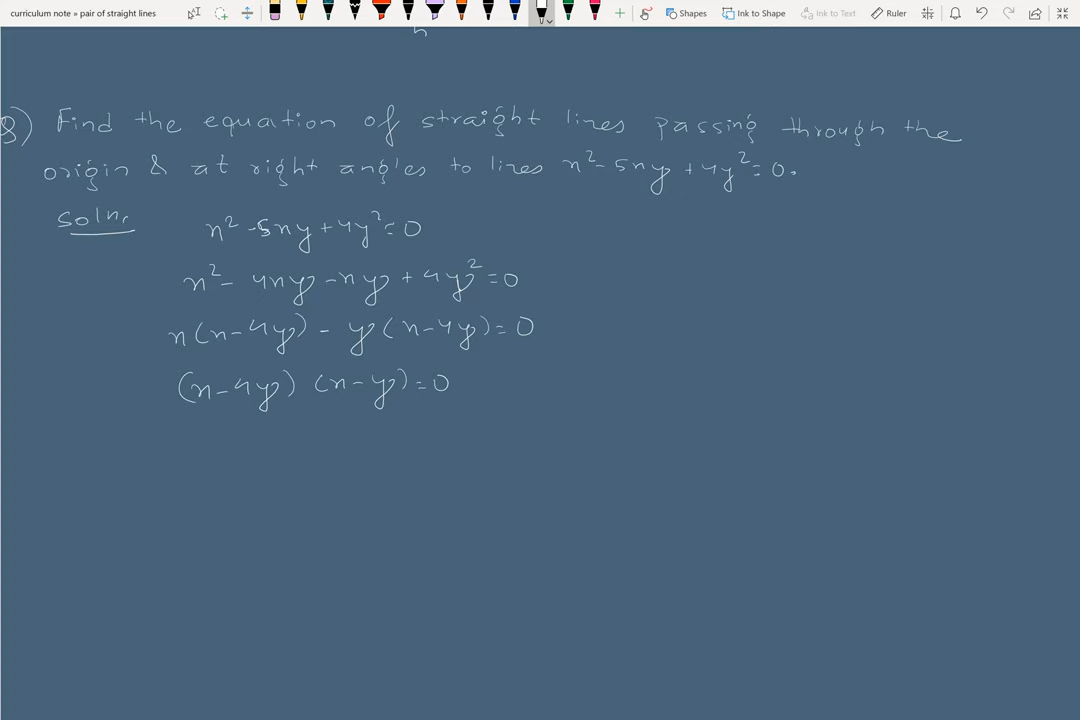 curriculum note » pair of straight lines
Shapes Ink to Shape Ink to Text Ruler
h
Q) Find the equation of straight lines passing through the
origin & at right angles to lines x² - 5xy + 4y² = 0.
Soln,
x² - 5xy + 4y² = 0
x² - 4xy - xy + 4y² = 0
x(x - 4y) - y(x - 4y) = 0
(x - 4y) (x - y) = 0